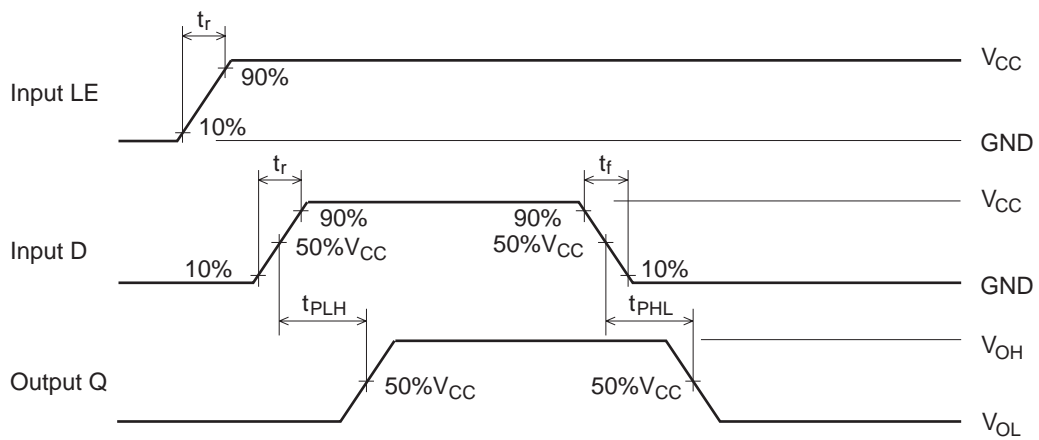 tr
VCC
90%
Input LE
10%
GND
tr
tf
VCC
90%
90%
50%VCC
50%VCC
Input D
10%
10%
GND
tPLH
tPHL
VOH
Output Q
50%VCC
50%VCC
VOL